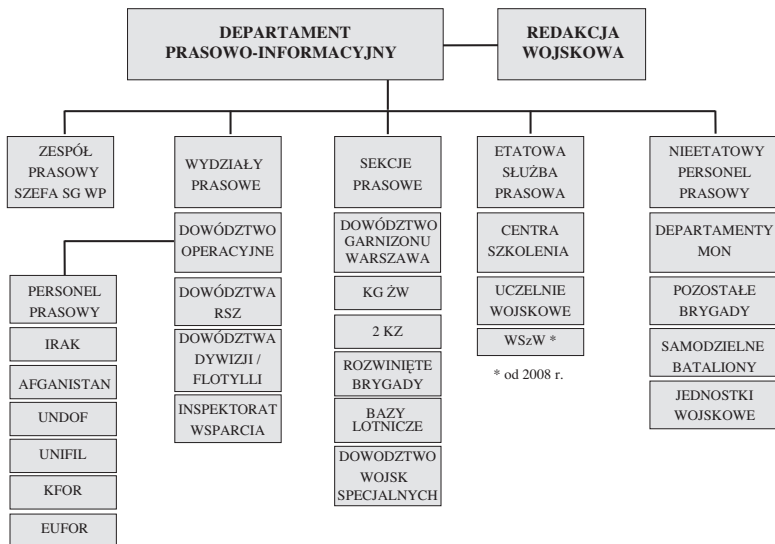 DEPARTAMENT
PRASOWO-INFORMACYJNY
REDAKCJA
WOJSKOWA
ZESPÓŁ
PRASOWY
SZEFA SG WP
WYDZIAŁY
PRASOWE
SEKCJE
PRASOWE
ETATOWA
SŁUŻBA
PRASOWA
NIEETATOWY
PERSONEL
PRASOWY
PERSONEL
PRASOWY
IRAK
AFGANISTAN
UNDOF
UNIFIL
KFOR
EUFOR
DOWÓDZTWO
OPERACYJNE
DOWÓDZTWA
RSZ
DOWÓDZTWA
DYWIZJI /
FLOTYLLI
INSPEKTORAT
WSPARCIA
DOWÓDZTWO
GARNIZONU
WARSZAWA
KG ŻW
2 KZ
ROZWINIĘTE
BRYGADY
BAZY
LOTNICZE
DOWODZTWO
WOJSK
SPECJALNYCH
CENTRA
SZKOLENIA
UCZELNIE
WOJSKOWE
WSzW *
* od 2008 r.
DEPARTAMENTY
MON
POZOSTAŁE
BRYGADY
SAMODZIELNE
BATALIONY
JEDNOSTKI
WOJSKOWE